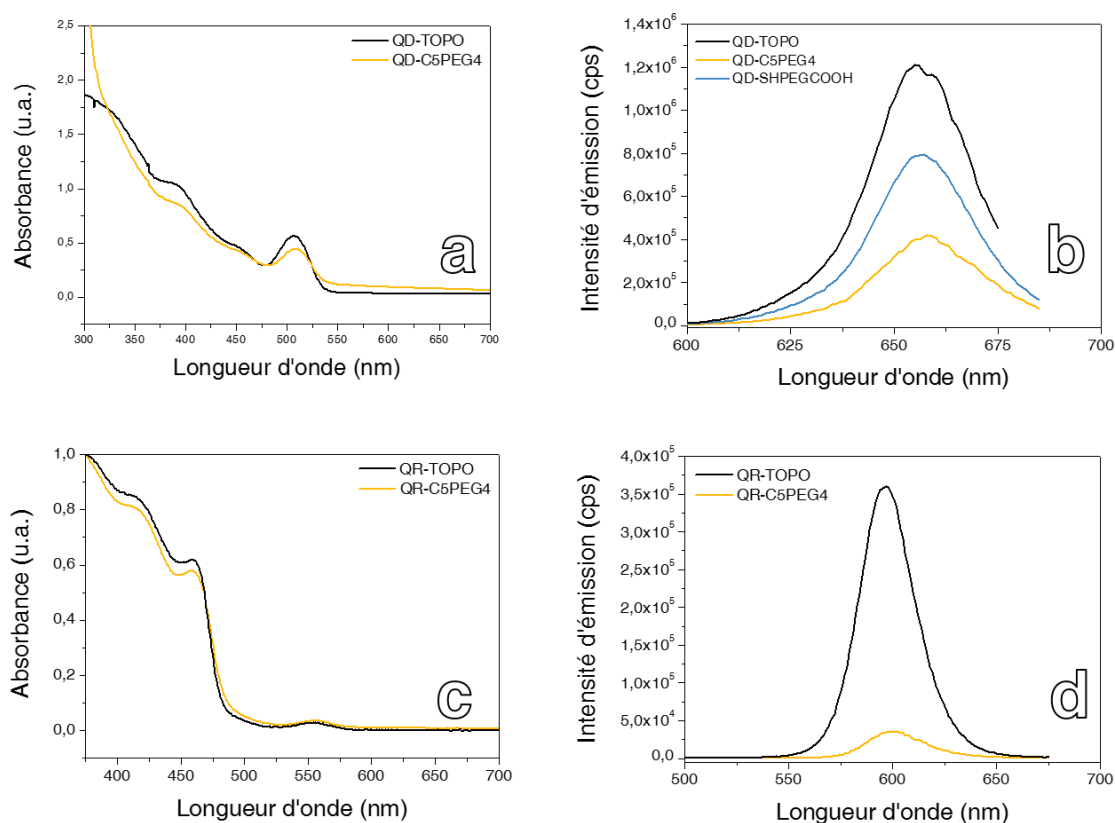 2,5
2,0
1,5
1,0
0,5
0,0
300 350 400 450 500 550 600 650 700
Absorbance (u.a.)
Longueur d'onde (nm)
QD-TOPO
QD-C5PEG4
a
1,4x10⁶
1,2x10⁶
1,0x10⁶
8,0x10⁵
6,0x10⁵
4,0x10⁵
2,0x10⁵
0,0
600 625 650 675 700
Intensité d'émission (cps)
Longueur d'onde (nm)
QD-TOPO
QD-C5PEG4
QD-SHPEGCOOH
b
1,0
0,8
0,6
0,4
0,2
0,0
400 450 500 550 600 650 700
Absorbance (u.a.)
Longueur d'onde (nm)
QR-TOPO
QR-C5PEG4
c
4,0x10⁵
3,5x10⁵
3,0x10⁵
2,5x10⁵
2,0x10⁵
1,5x10⁵
1,0x10⁵
5,0x10⁴
0,0
500 550 600 650 700
Intensité d'émission (cps)
Longueur d'onde (nm)
QR-TOPO
QR-C5PEG4
d